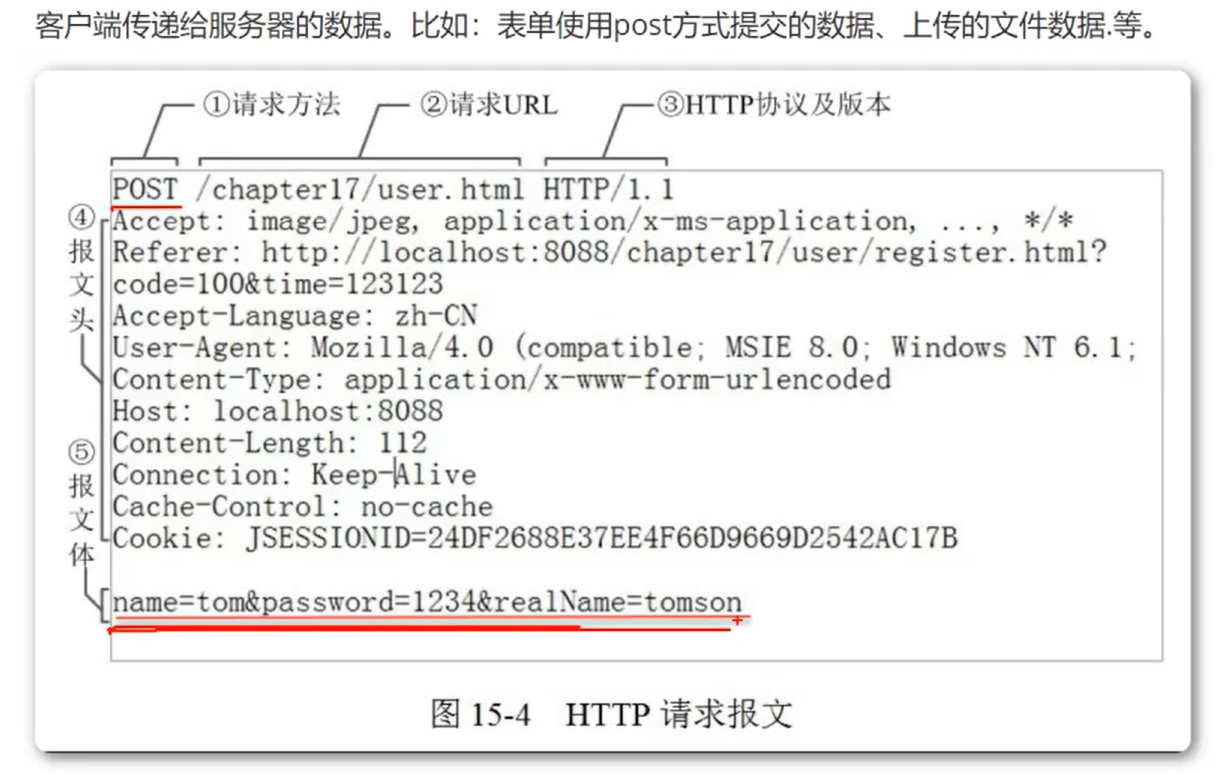 客户端传递给服务器的数据。比如：表单使用post方式提交的数据、上传的文件数据.等。
①请求方法 ②请求URL ③HTTP协议及版本
POST /chapter17/user.html HTTP/1.1
④报文头
Accept: image/jpeg, application/x-ms-application, ..., */*
Referer: http://localhost:8088/chapter17/user/register.html?
code=100&time=123123
Accept-Language: zh-CN
User-Agent: Mozilla/4.0 (compatible; MSIE 8.0; Windows NT 6.1;
Content-Type: application/x-www-form-urlencoded
Host: localhost:8088
Content-Length: 112
Connection: Keep-Alive
Cache-Control: no-cache
Cookie: JSESSIONID=24DF2688E37EE4F66D9669D2542AC17B
⑤报文体
name=tom&password=1234&realName=tomson
图 15-4 HTTP 请求报文